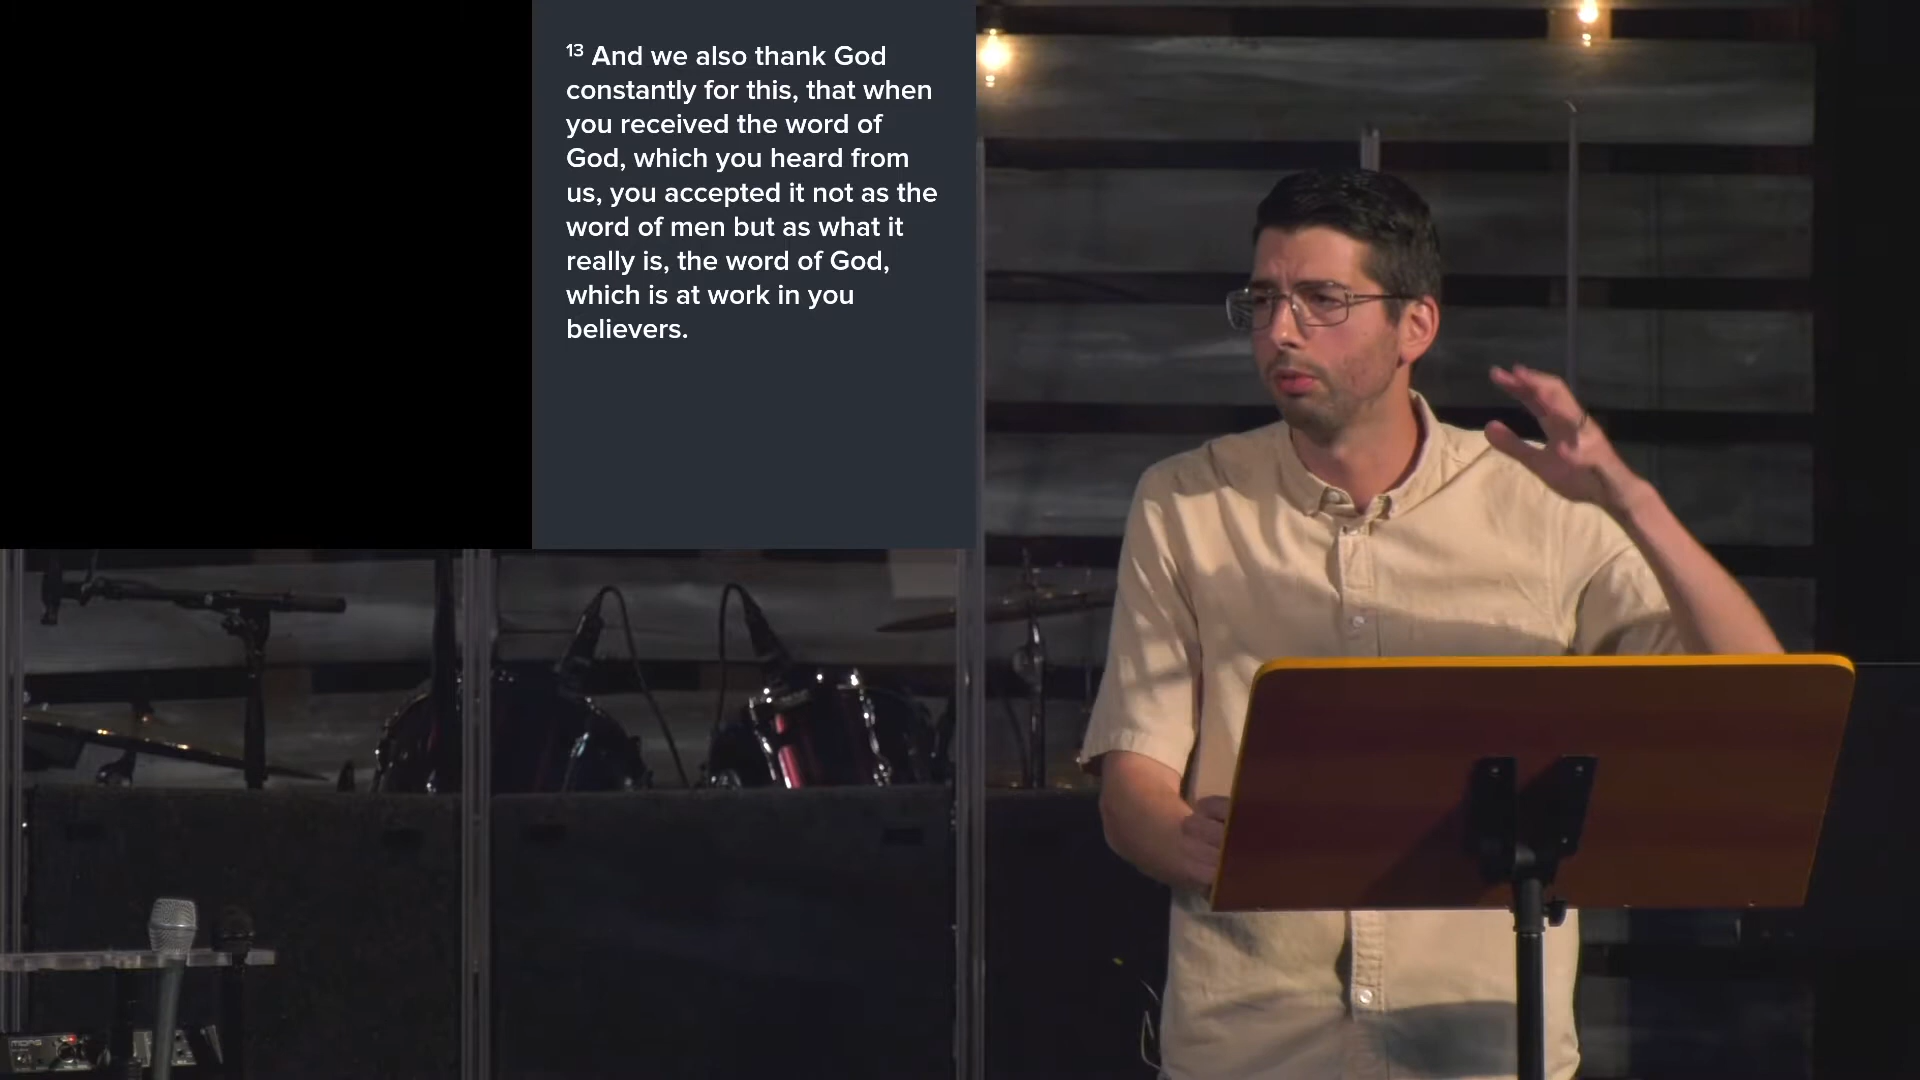 13 And we also thank God
constantly for this, that when
you received the word of
God, which you heard from
us, you accepted it not as the
word of men but as what it
really is, the word of God,
which is at work in you
believers.